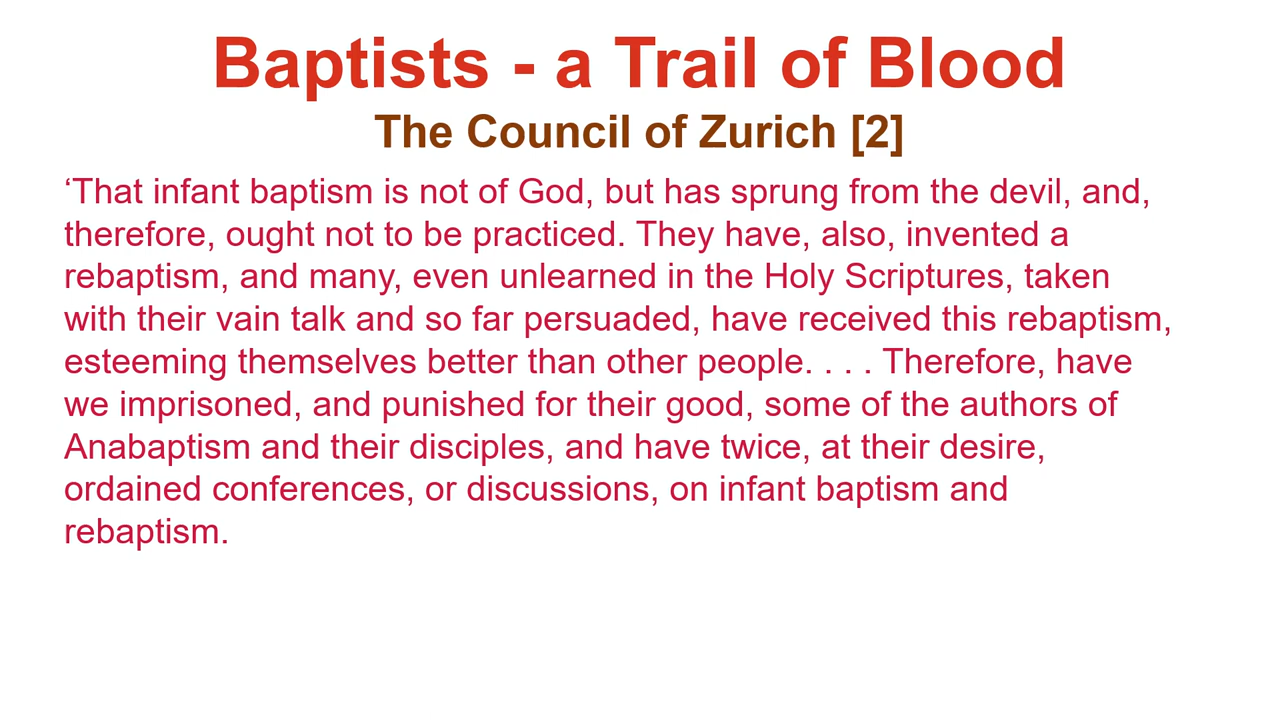 Baptists - a Trail of Blood
The Council of Zurich [2]
‘That infant baptism is not of God, but has sprung from the devil, and,
therefore, ought not to be practiced. They have, also, invented a
rebaptism, and many, even unlearned in the Holy Scriptures, taken
with their vain talk and so far persuaded, have received this rebaptism,
esteeming themselves better than other people. . . . Therefore, have
we imprisoned, and punished for their good, some of the authors of
Anabaptism and their disciples, and have twice, at their desire,
ordained conferences, or discussions, on infant baptism and
rebaptism.